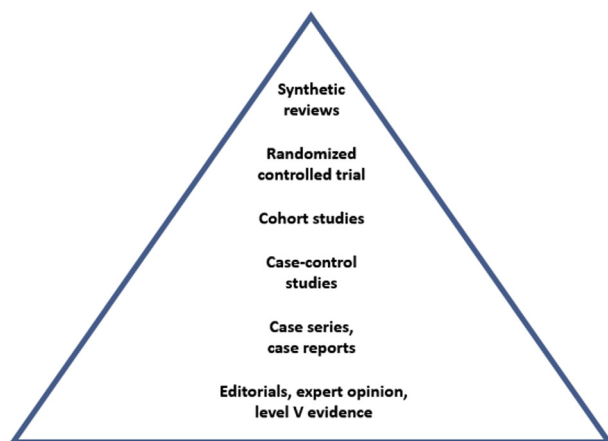 Synthetic
reviews
Randomized
controlled trial
Cohort studies
Case-control
studies
Case series,
case reports
Editorials, expert opinion,
level V evidence